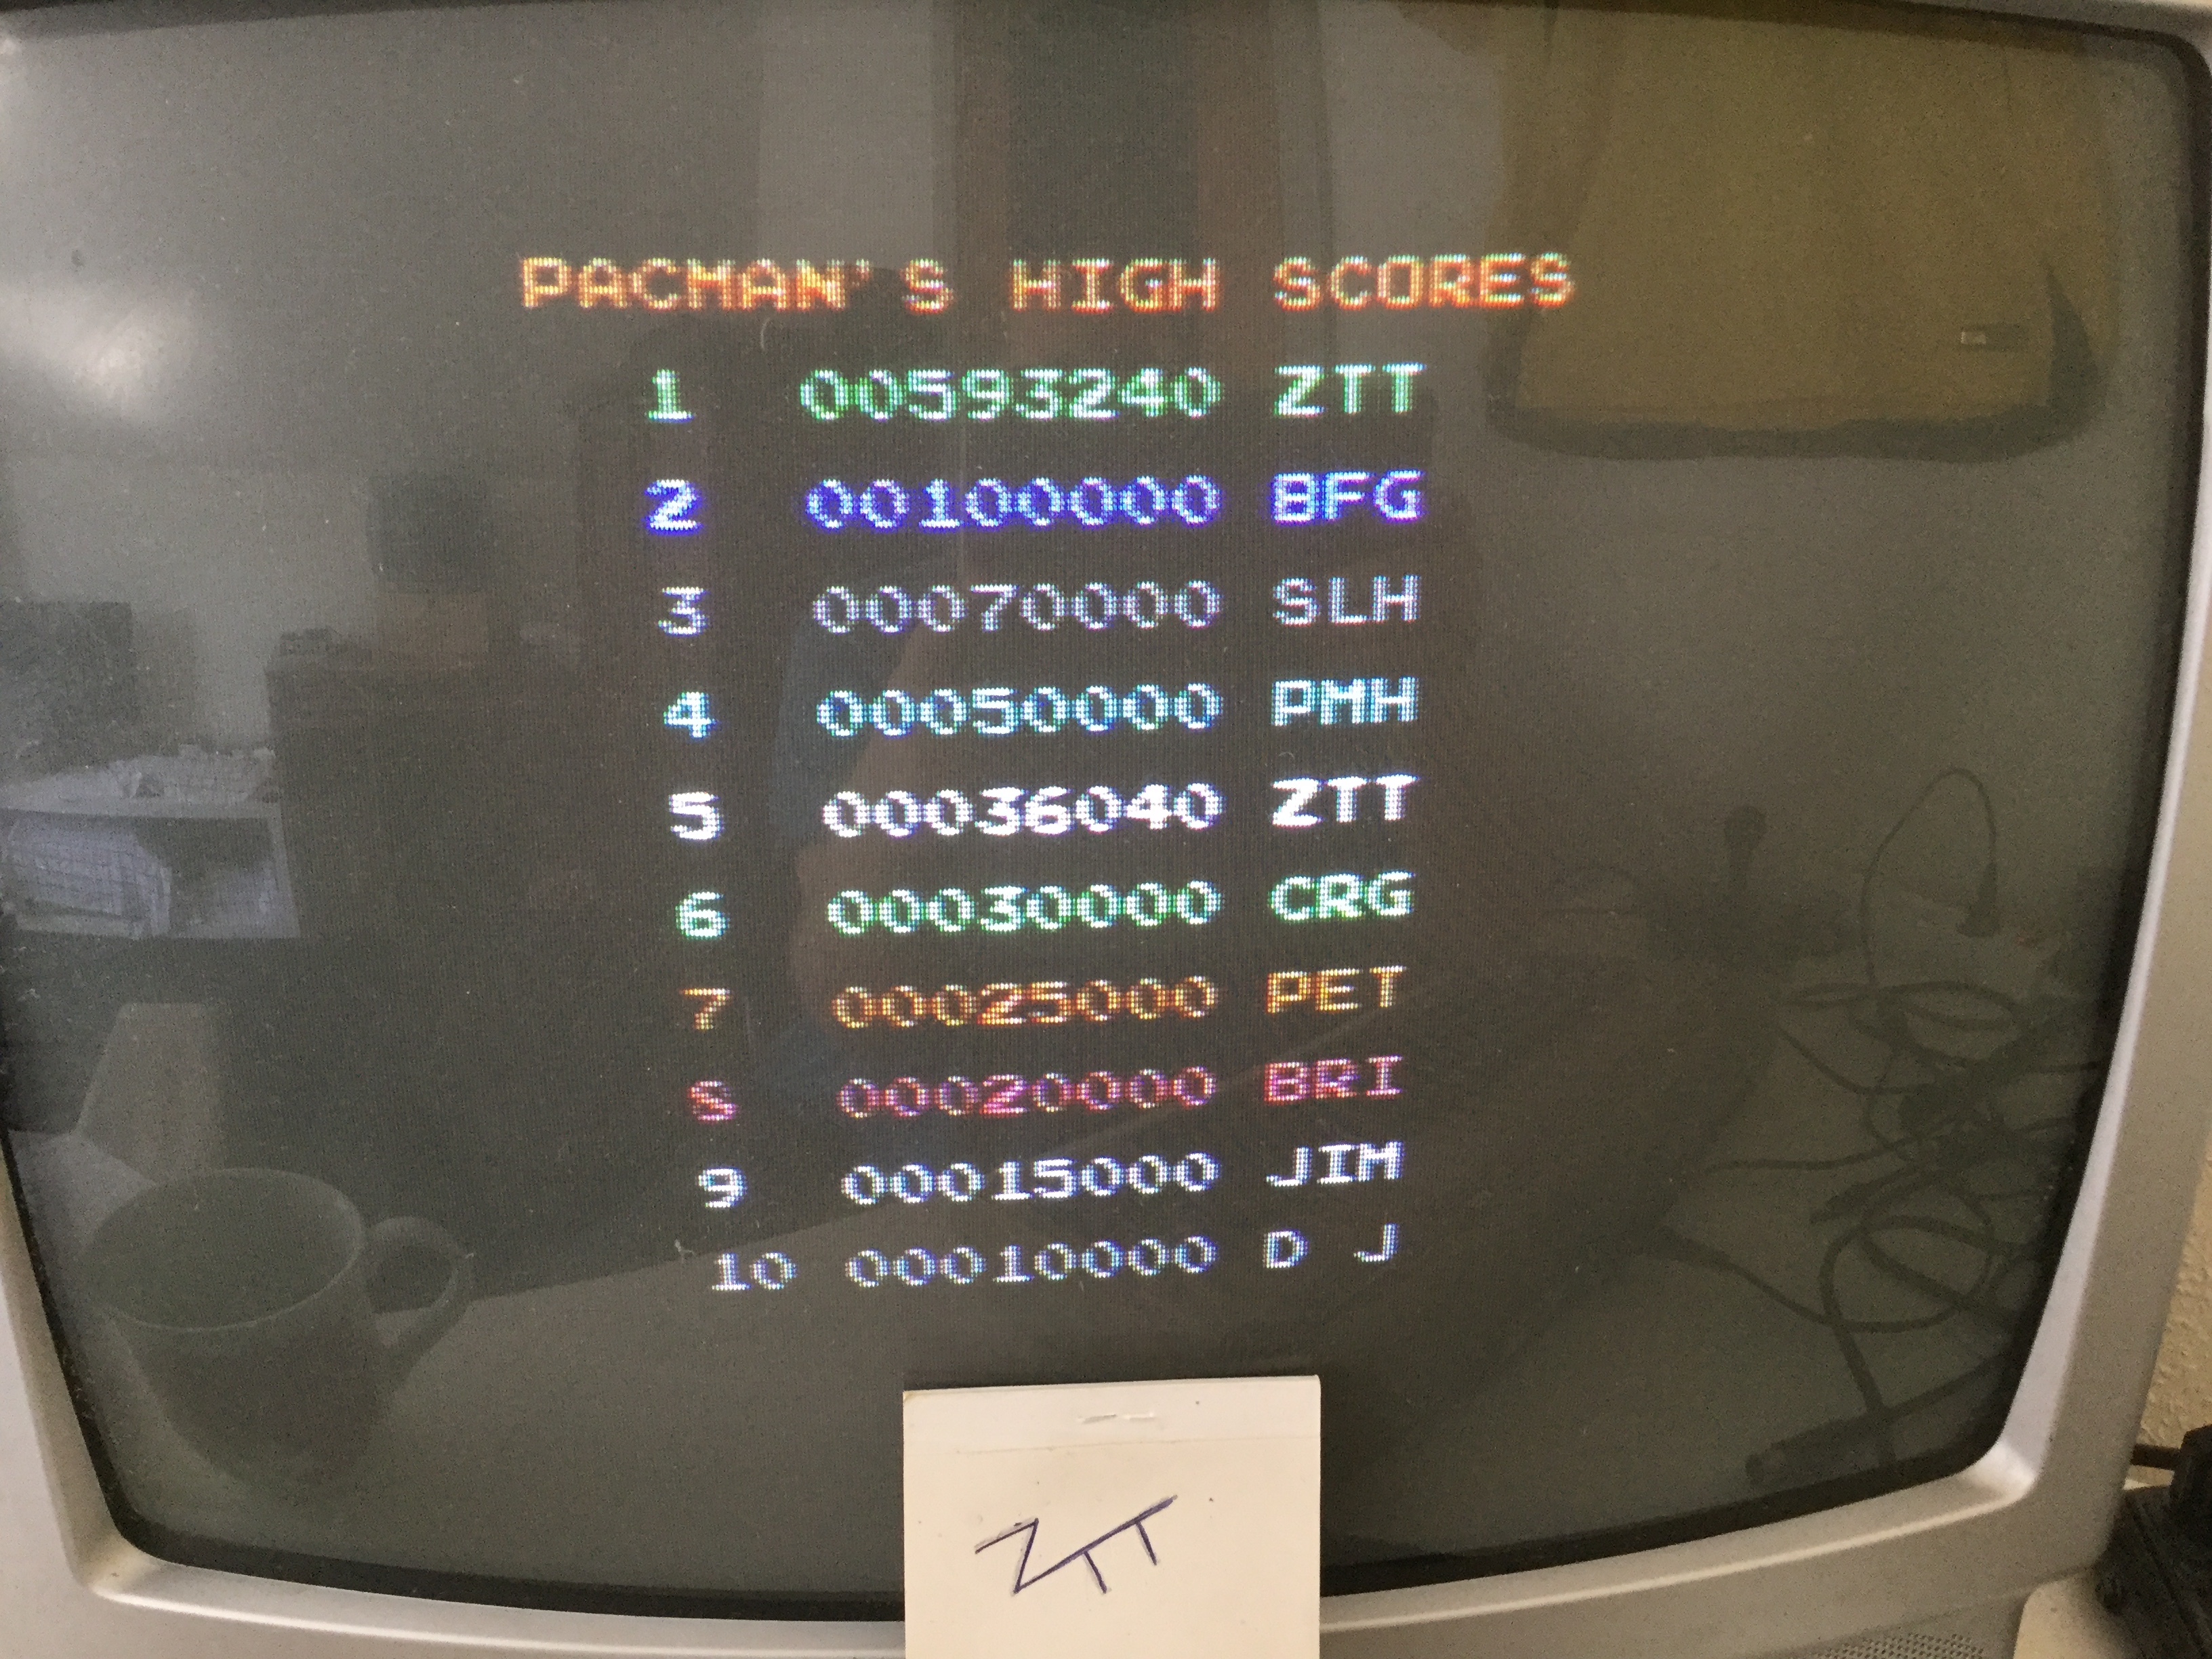 PACMAN'S HIGH SCORES
1 00593240 ZTT
2 00100000 BFG
3 00070000 SLH
4 00050000 PMH
5 00036040 ZTT
6 00030000 CRG
7 00025000 PET
8 00020000 BRI
9 00015000 JIM
10 00010000 D J
ZTT